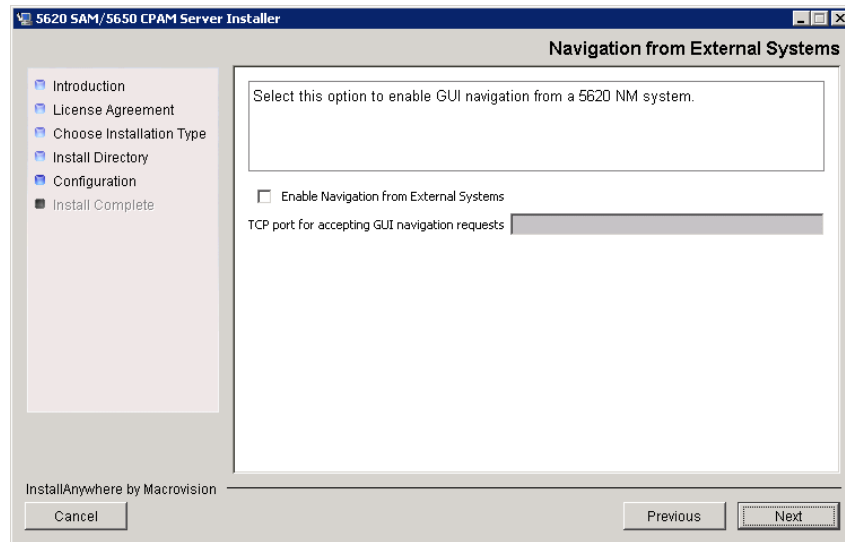 5620 SAM/5650 CPAM Server Installer
Navigation from External Systems
Introduction
License Agreement
Choose Installation Type
Install Directory
Configuration
Install Complete
Select this option to enable GUI navigation from a 5620 NM system.
Enable Navigation from External Systems
TCP port for accepting GUI navigation requests
InstallAnywhere by Macrovision
Cancel
Previous
Next